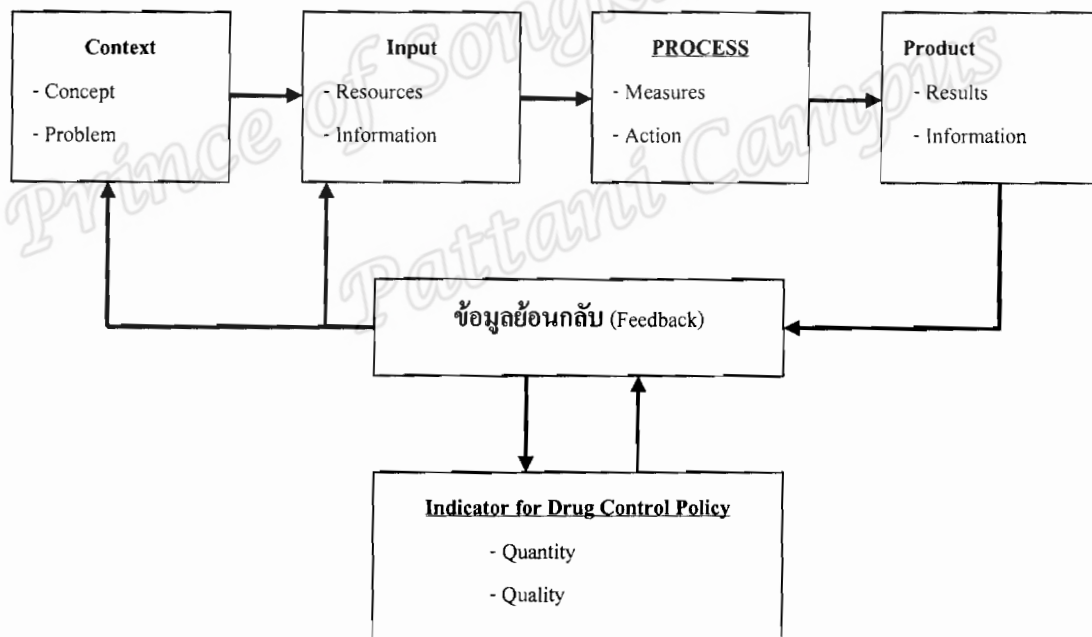 Context
- Concept
- Problem
Input
- Resources
- Information
PROCESS
- Measures
- Action
Product
- Results
- Information
ข้อมูลย้อนกลับ (Feedback)
Indicator for Drug Control Policy
- Quantity
- Quality
Prince of Songkla
Pattani Campus